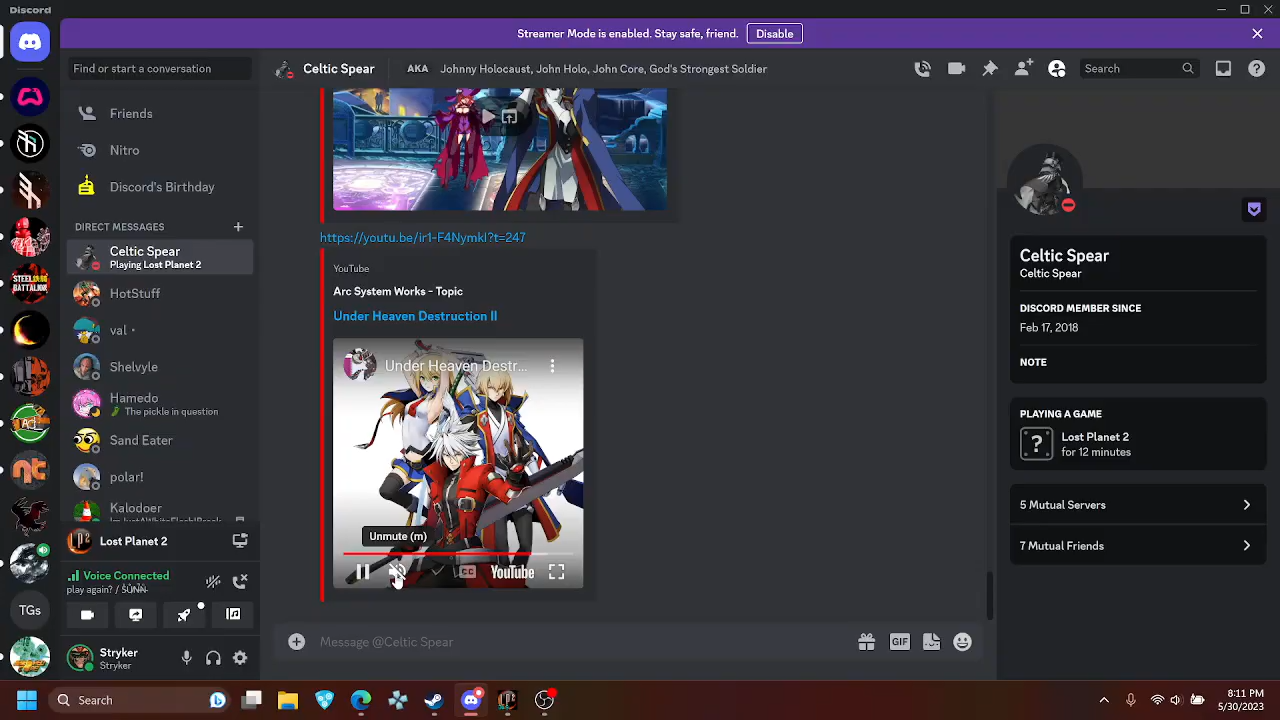 Discord
Streamer Mode is enabled. Stay safe, friend.
Disable
Find or start a conversation
Celtic Spear
AKA
Johnny Holocaust, John Holo, John Core, God's Strongest Soldier
Search
Friends
Nitro
Discord's Birthday
DIRECT MESSAGES
Celtic Spear
Playing Lost Planet 2
HotStuff
val
Shelvyle
Hamedo
The pickle in question
Sand Eater
polar!
Kalodoer
Lost Planet 2
Voice Connected
play again? / SUNN
Stryker
Stryker
TGs
https://youtu.be/ir1-F4NymkI?t=247
YouTube
Arc System Works - Topic
Under Heaven Destruction II
Under Heaven Destr...
Unmute (m)
CC
YouTube
Message @Celtic Spear
GIF
Celtic Spear
Celtic Spear
DISCORD MEMBER SINCE
Feb 17, 2018
NOTE
PLAYING A GAME
?
Lost Planet 2
for 12 minutes
5 Mutual Servers
7 Mutual Friends
Search
8:11 PM
5/30/2023